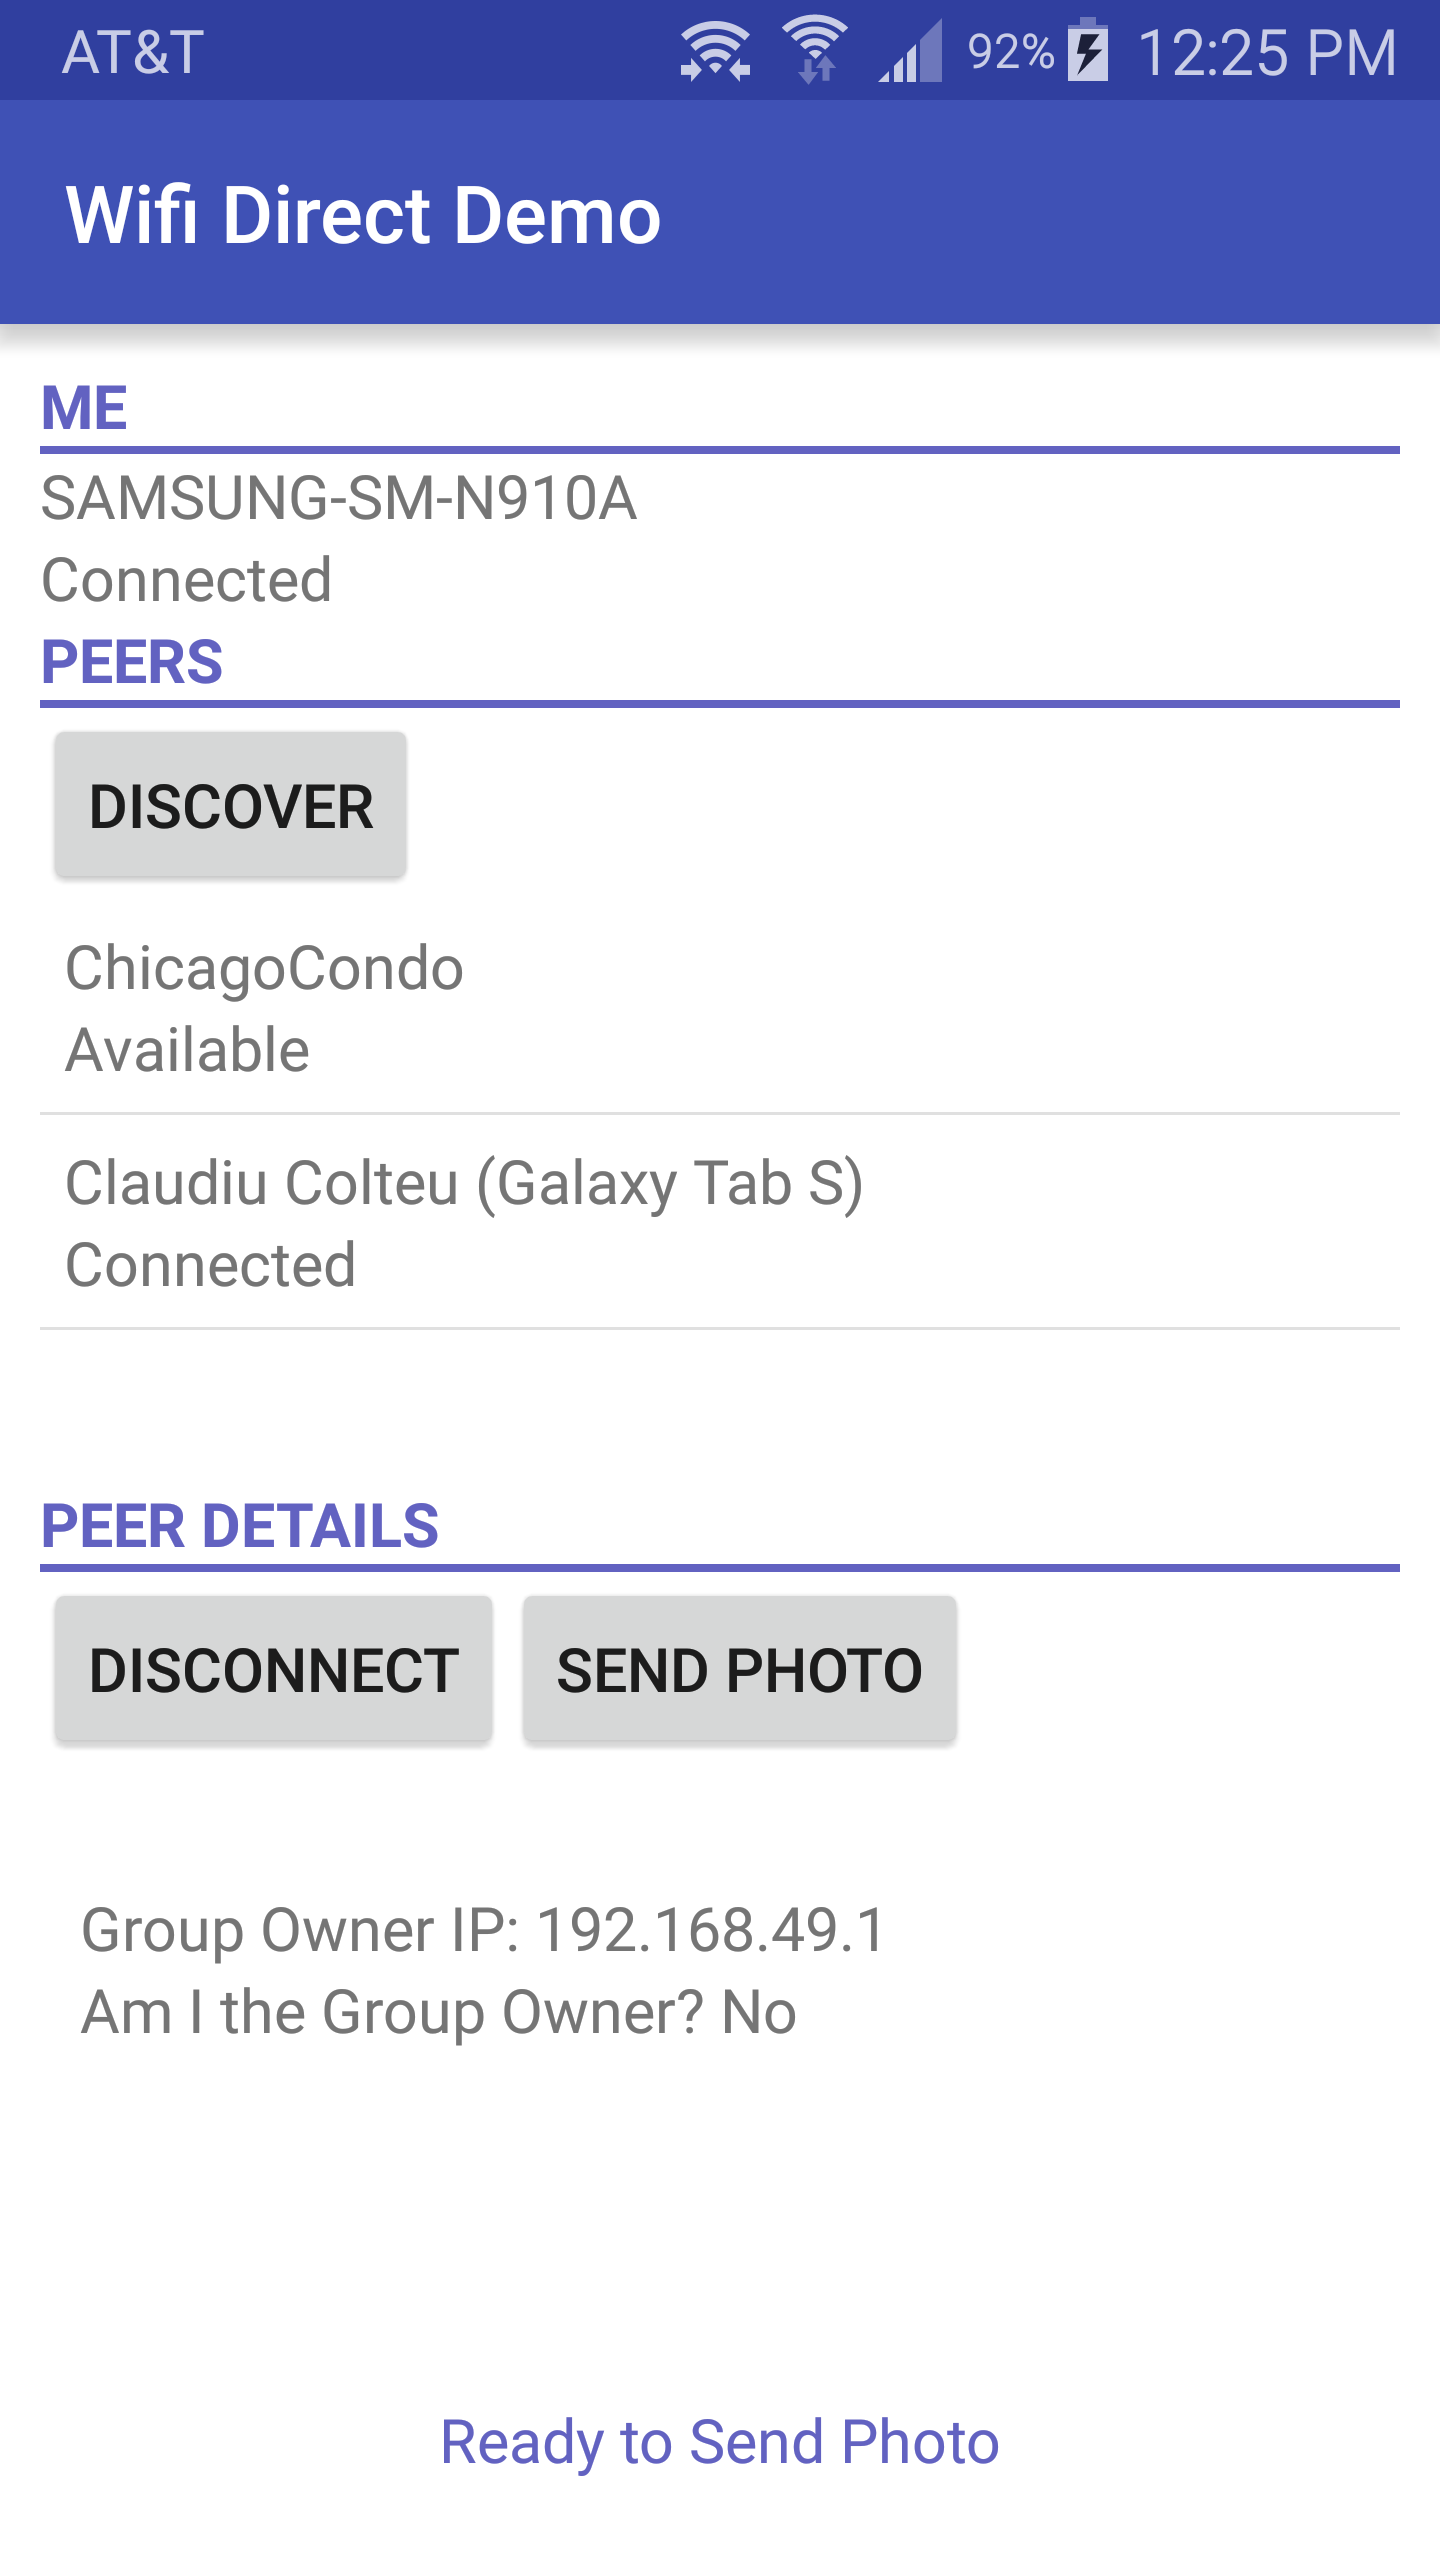 AT&T 92% 12:25 PM
Wifi Direct Demo
ME
SAMSUNG-SM-N910A
Connected
PEERS
DISCOVER
ChicagoCondo
Available
Claudiu Colteu (Galaxy Tab S)
Connected
PEER DETAILS
DISCONNECT SEND PHOTO
Group Owner IP: 192.168.49.1
Am I the Group Owner? No
Ready to Send Photo